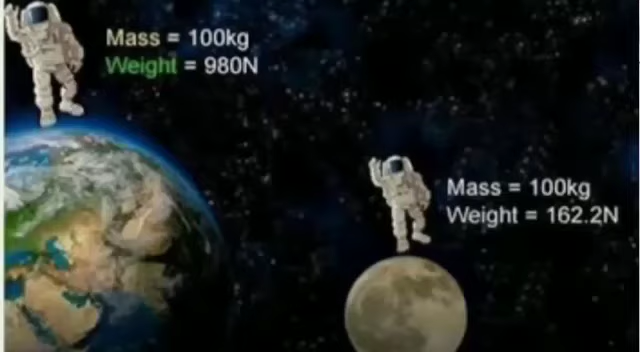 Mass = 100kg
Weight = 980N
Mass = 100kg
Weight = 162.2N